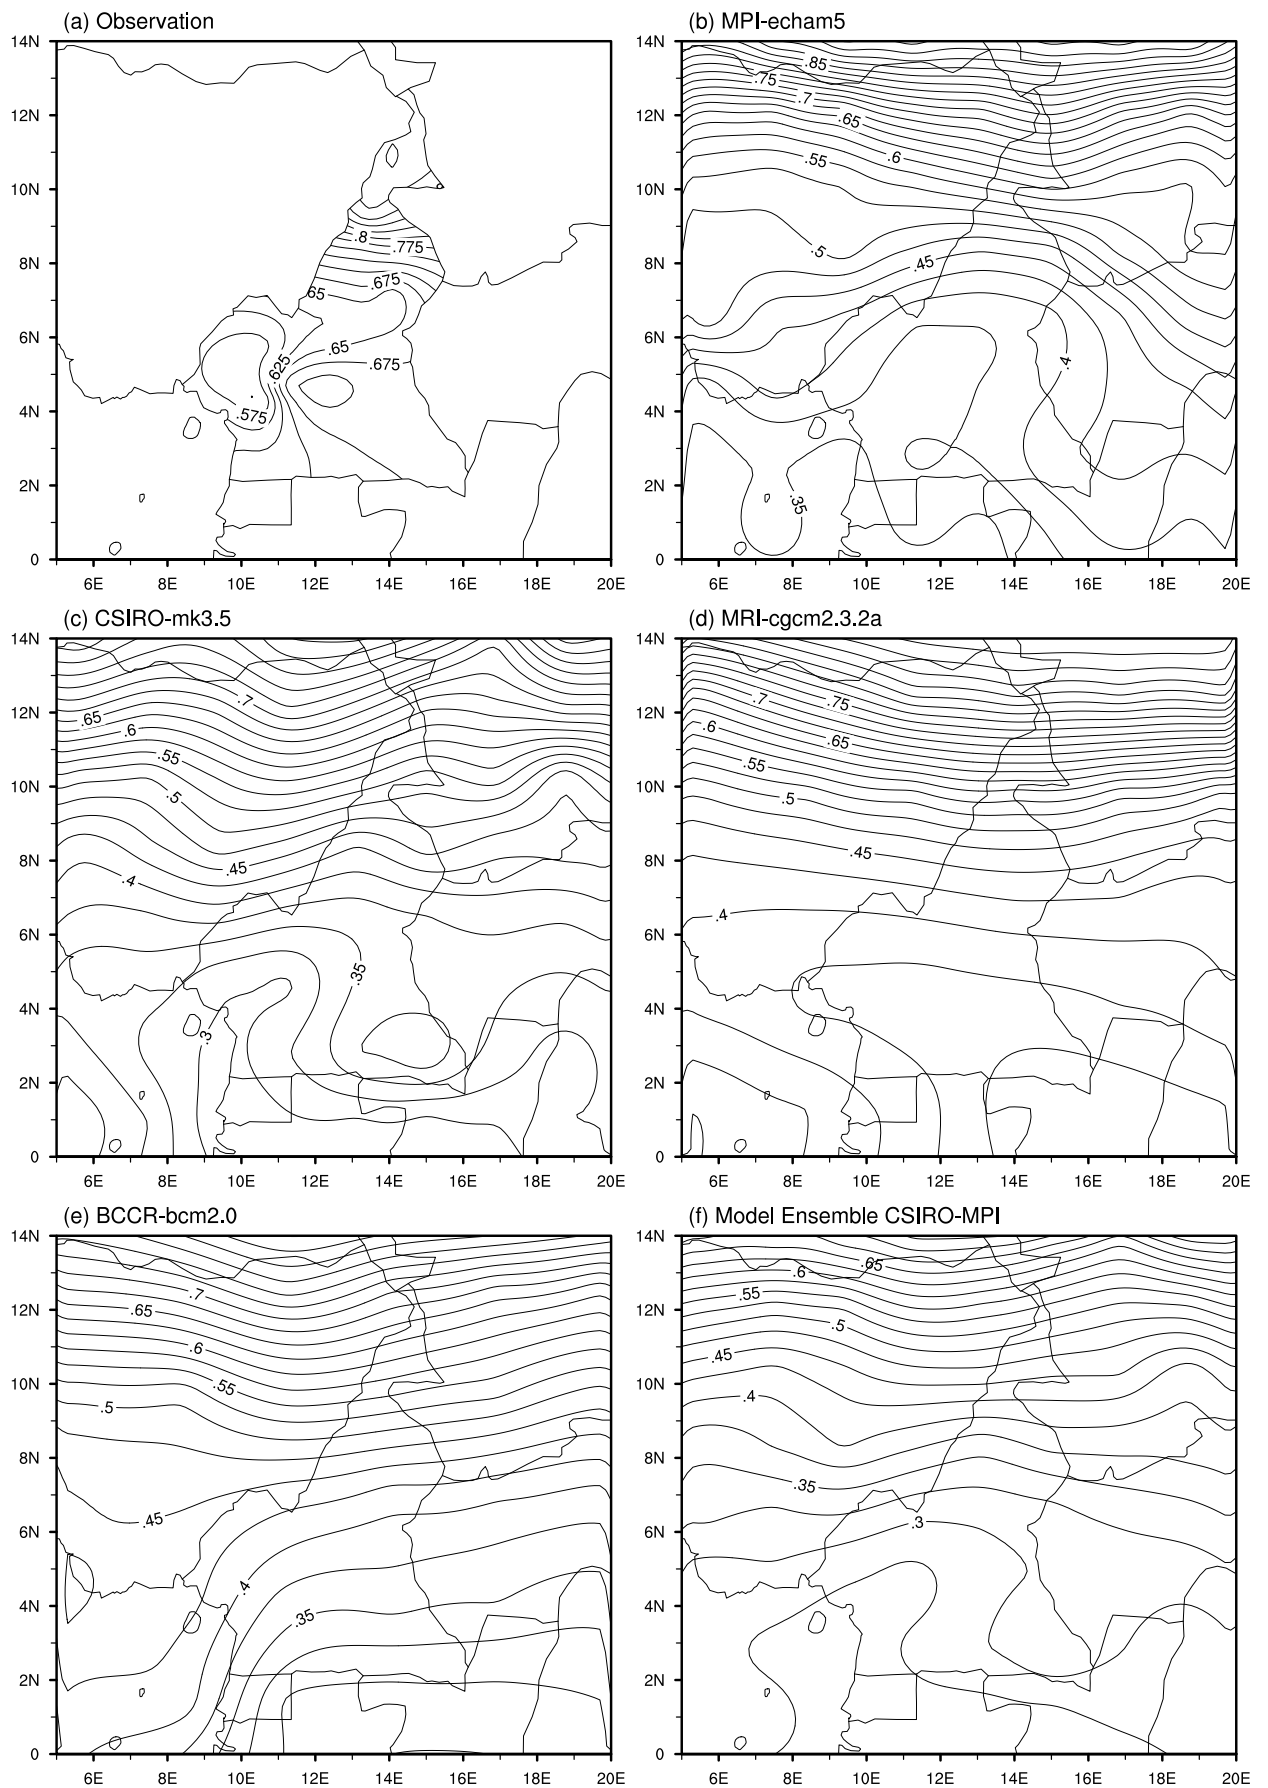 (a) Observation
(b) MPI-echam5
14N
12N
10N
8N
6N
4N
2N
0
.8
.775
.675
.65
.65
.675
.625
.575
6E 8E 10E 12E 14E 16E 18E 20E
14N
12N
10N
8N
6N
4N
2N
0
.85
.75
.7
.65
.6
.55
.5
.45
.4
.35
6E 8E 10E 12E 14E 16E 18E 20E
(c) CSIRO-mk3.5
(d) MRI-cgcm2.3.2a
14N
12N
10N
8N
6N
4N
2N
0
.7
.65
.6
.55
.5
.45
.4
.35
.3
6E 8E 10E 12E 14E 16E 18E 20E
14N
12N
10N
8N
6N
4N
2N
0
.7
.75
.6
.65
.55
.5
.45
.4
6E 8E 10E 12E 14E 16E 18E 20E
(e) BCCR-bcm2.0
(f) Model Ensemble CSIRO-MPI
14N
12N
10N
8N
6N
4N
2N
0
.7
.65
.6
.55
.5
.45
.4
.35
6E 8E 10E 12E 14E 16E 18E 20E
14N
12N
10N
8N
6N
4N
2N
0
.65
.6
.55
.5
.45
.4
.35
.3
6E 8E 10E 12E 14E 16E 18E 20E